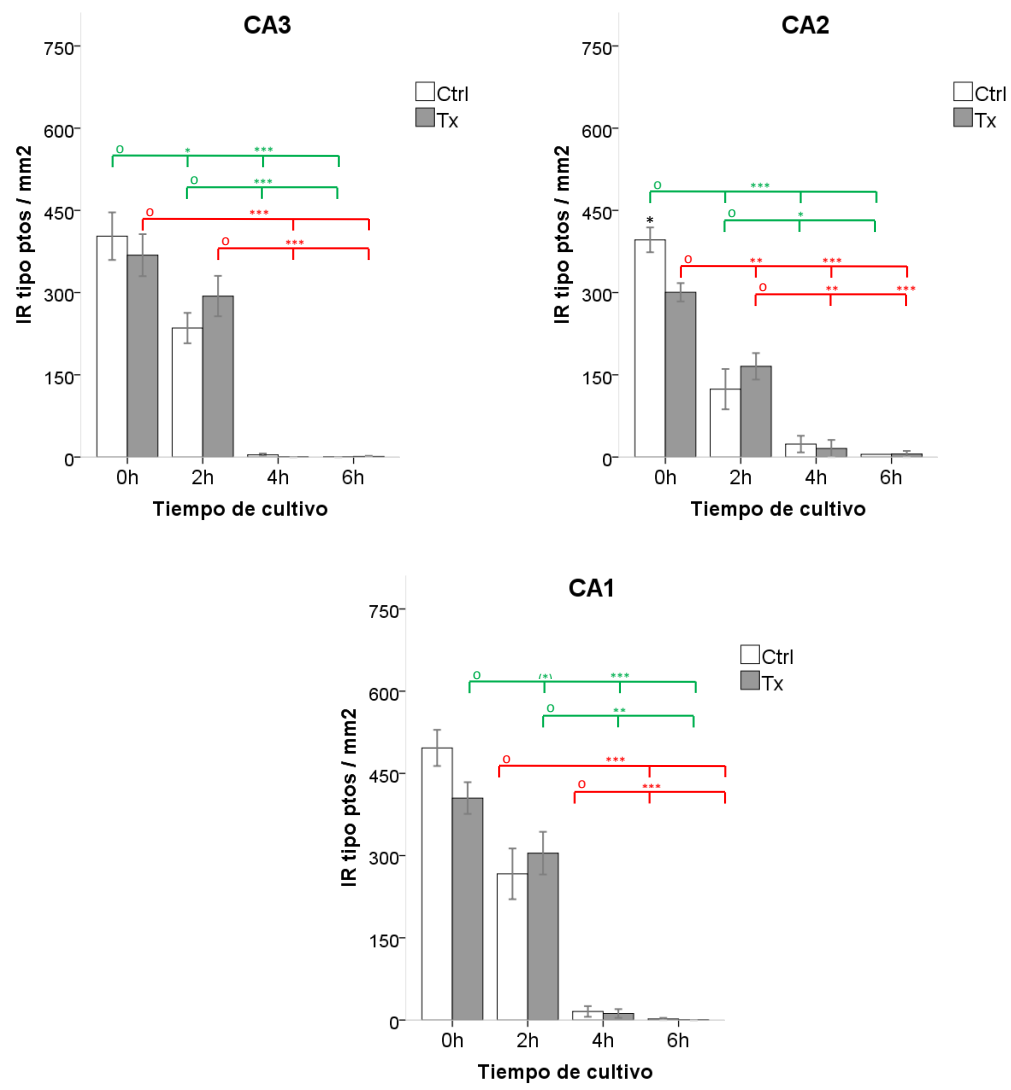 CA3
750
600
450
300
150
0
IR tipo ptos / mm2
Ctrl
Tx
o * ***
o ***
o ***
o ***
0h 2h 4h 6h
Tiempo de cultivo
CA2
750
600
450
300
150
0
IR tipo ptos / mm2
Ctrl
Tx
o ***
o *
*
o ** ***
o ** ***
0h 2h 4h 6h
Tiempo de cultivo
CA1
750
600
450
300
150
0
IR tipo ptos / mm2
Ctrl
Tx
o (*) ***
o **
o ***
o ***
0h 2h 4h 6h
Tiempo de cultivo